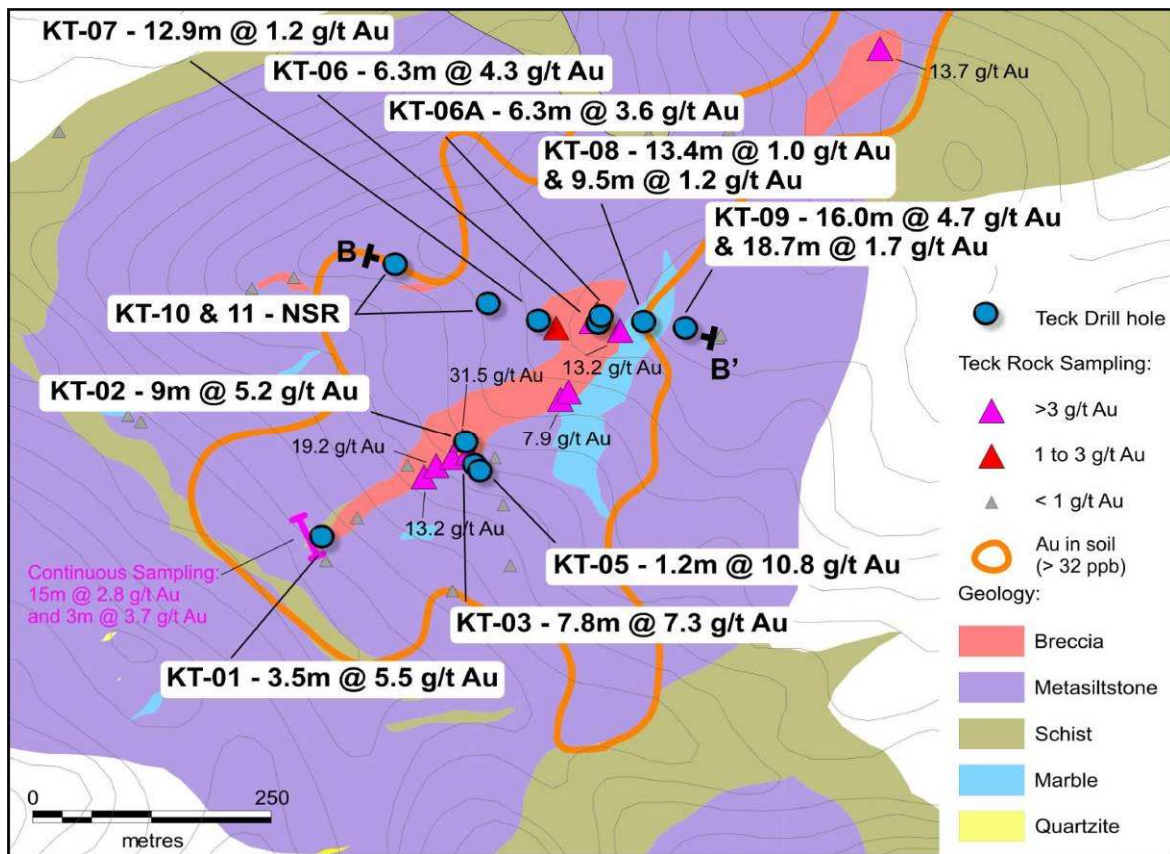 KT-07 - 12.9m @ 1.2 g/t Au
KT-06 - 6.3m @ 4.3 g/t Au
KT-06A - 6.3m @ 3.6 g/t Au
KT-08 - 13.4m @ 1.0 g/t Au
& 9.5m @ 1.2 g/t Au
KT-09 - 16.0m @ 4.7 g/t Au
& 18.7m @ 1.7 g/t Au
13.7 g/t Au
B
KT-10 & 11 - NSR
B'
13.2 g/t Au
31.5 g/t Au
KT-02 - 9m @ 5.2 g/t Au
7.9 g/t Au
19.2 g/t Au
13.2 g/t Au
KT-05 - 1.2m @ 10.8 g/t Au
Continuous Sampling:
15m @ 2.8 g/t Au
and 3m @ 3.7 g/t Au
KT-03 - 7.8m @ 7.3 g/t Au
KT-01 - 3.5m @ 5.5 g/t Au
0 250
metres
Teck Drill hole
Teck Rock Sampling:
>3 g/t Au
1 to 3 g/t Au
< 1 g/t Au
Au in soil
(> 32 ppb)
Geology:
Breccia
Metasiltstone
Schist
Marble
Quartzite